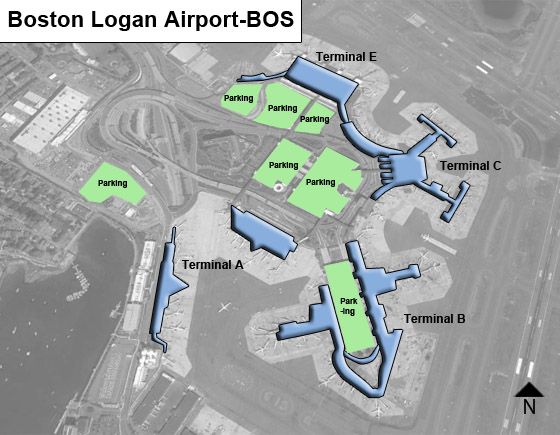 Boston Logan Airport-BOS
Terminal E
Parking
Parking
Parking
Parking
Parking
Parking
Terminal C
Terminal A
Park
-ing
Terminal B
N